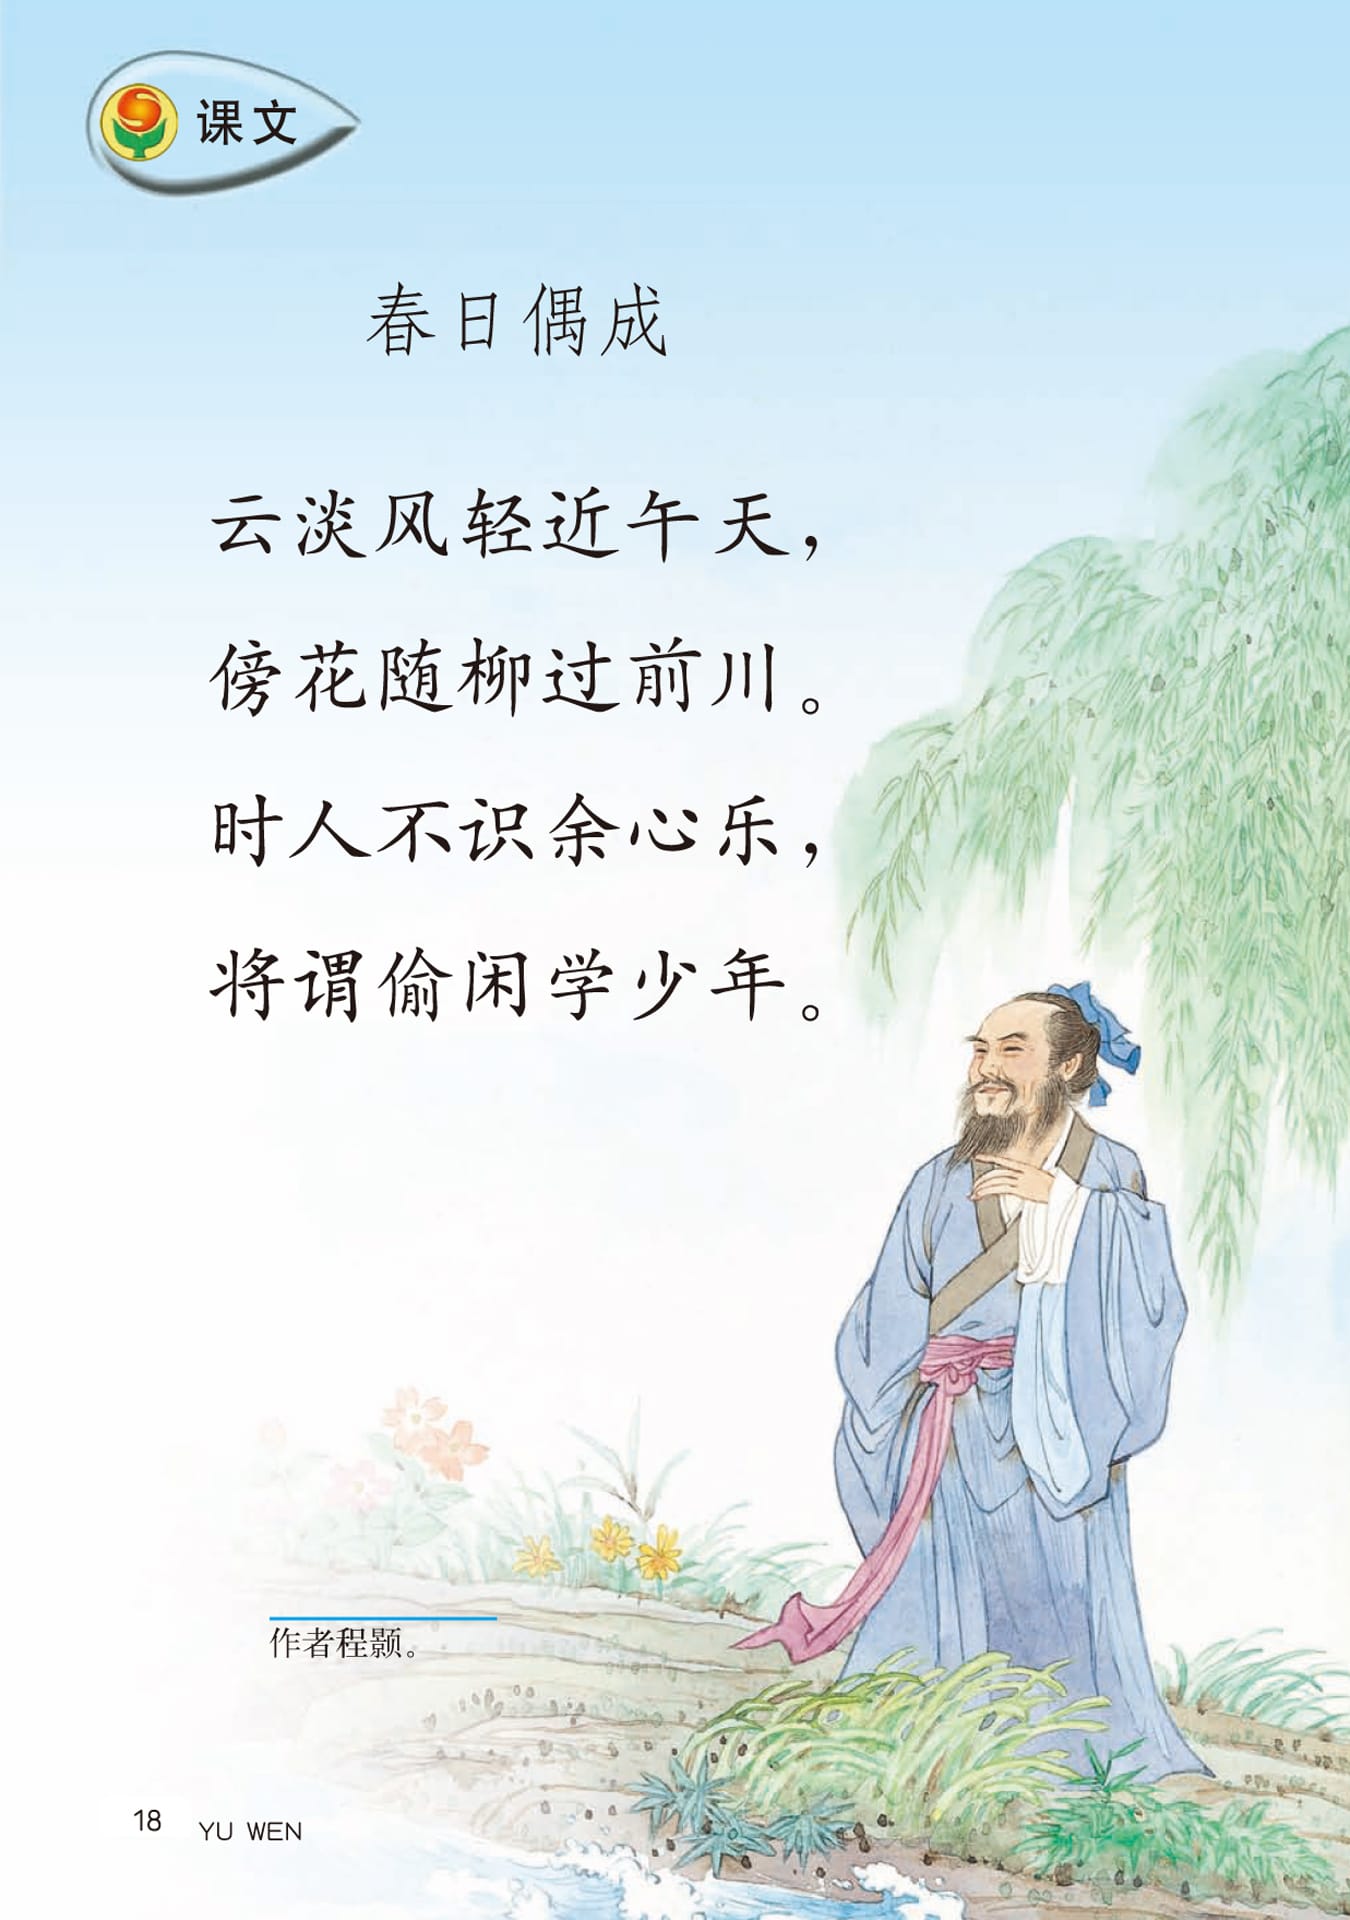 课文
春日偶成
云淡风轻近午天，
傍花随柳过前川。
时人不识余心乐，
将谓偷闲学少年。
作者程颢。
18 YU WEN